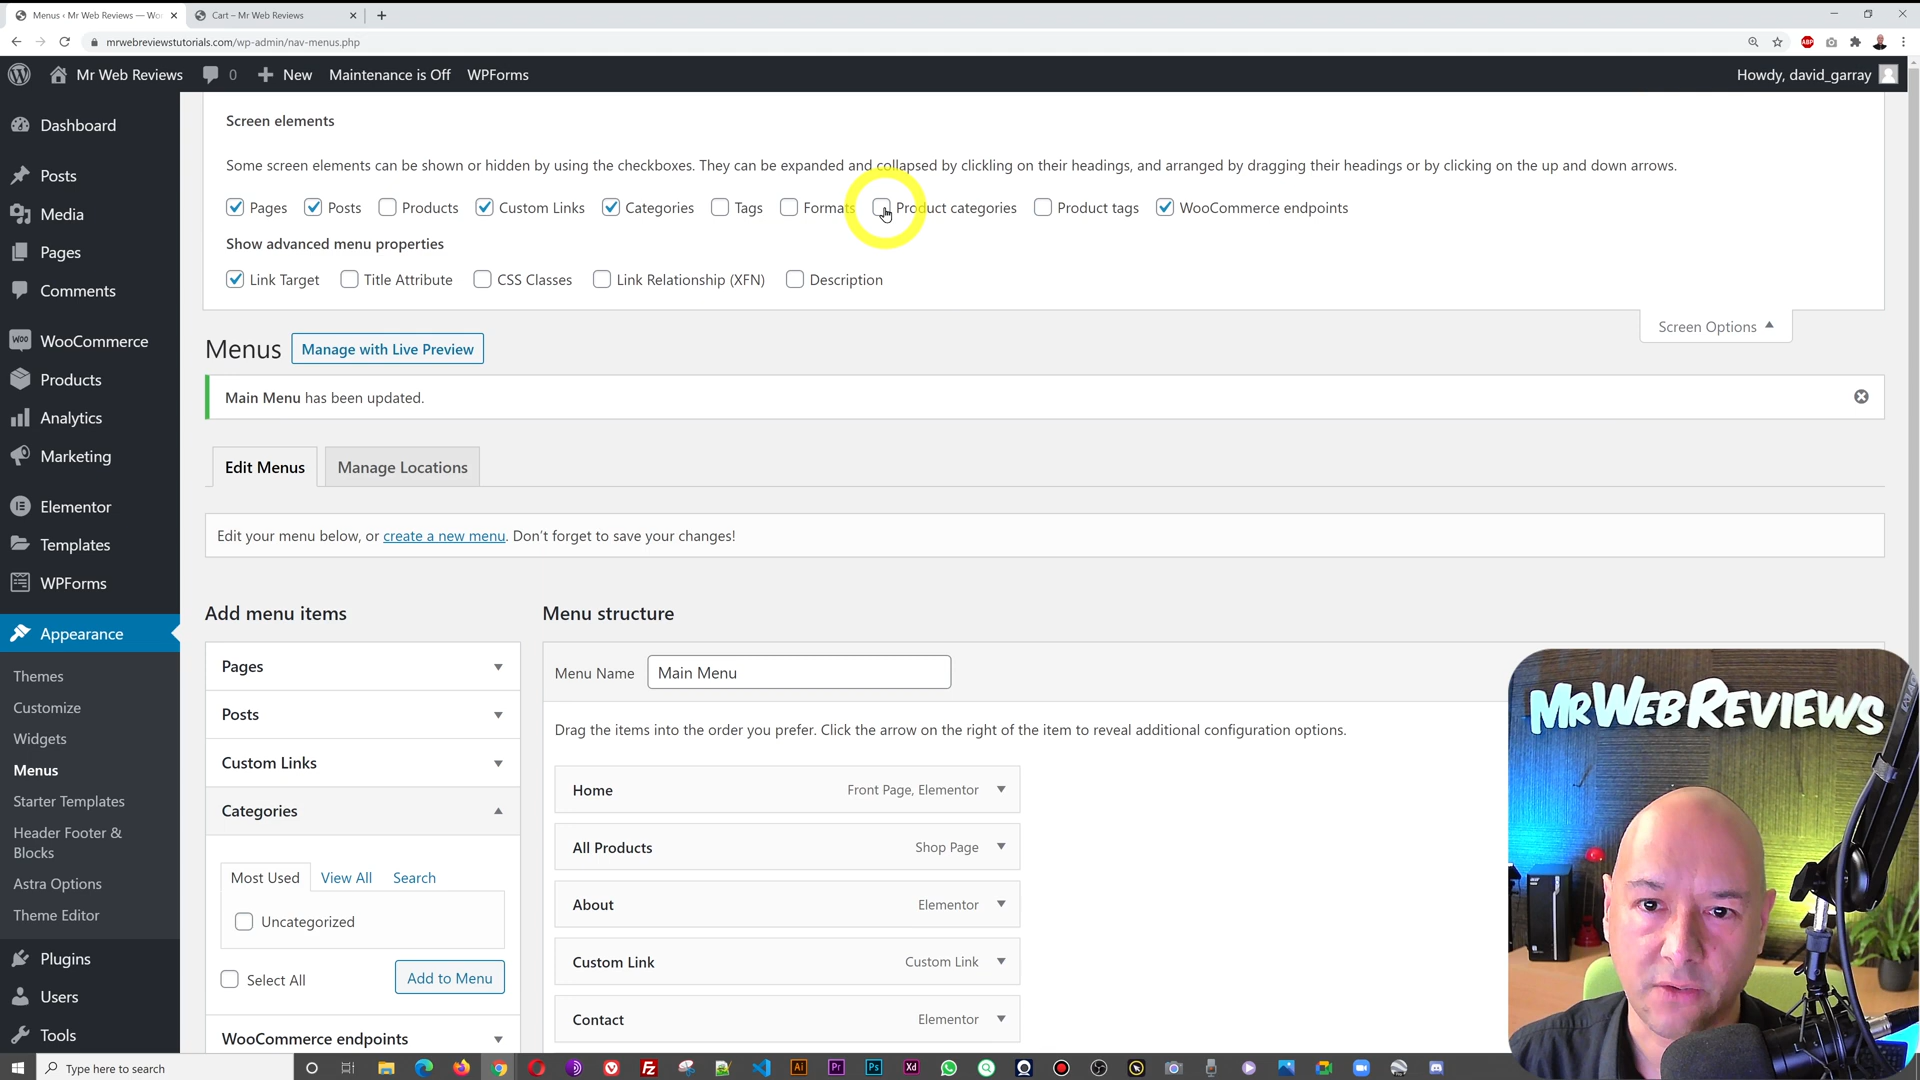 Menus ‹ Mr Web Reviews — Wo
Cart – Mr Web Reviews
mrwebreviewstutorials.com/wp-admin/nav-menus.php
ABP
Mr Web Reviews
0
New
Maintenance is Off
WPForms
Howdy, david_garray
Screen elements
Some screen elements can be shown or hidden by using the checkboxes. They can be expanded and collapsed by clickling on their headings, and arranged by dragging their headings or by clicking on the up and down arrows.
Pages
Posts
Products
Custom Links
Categories
Tags
Formats
Product categories
Product tags
WooCommerce endpoints
Show advanced menu properties
Link Target
Title Attribute
CSS Classes
Link Relationship (XFN)
Description
Screen Options
Menus
Manage with Live Preview
Main Menu has been updated.
Edit Menus
Manage Locations
Edit your menu below, or create a new menu. Don't forget to save your changes!
Dashboard
Posts
Media
Pages
Comments
WooCommerce
Products
Analytics
Marketing
Elementor
Templates
WPForms
Appearance
Themes
Customize
Widgets
Menus
Starter Templates
Header Footer &
Blocks
Astra Options
Theme Editor
Plugins
Users
Tools
Add menu items
Pages
Posts
Custom Links
Categories
Most Used
View All
Search
Uncategorized
Select All
Add to Menu
WooCommerce endpoints
Menu structure
Menu Name
Main Menu
Drag the items into the order you prefer. Click the arrow on the right of the item to reveal additional configuration options.
Home
Front Page, Elementor
All Products
Shop Page
About
Elementor
Custom Link
Custom Link
Contact
Elementor
MrWebReviews
Type here to search
Ai
Pr
Ps
Xd